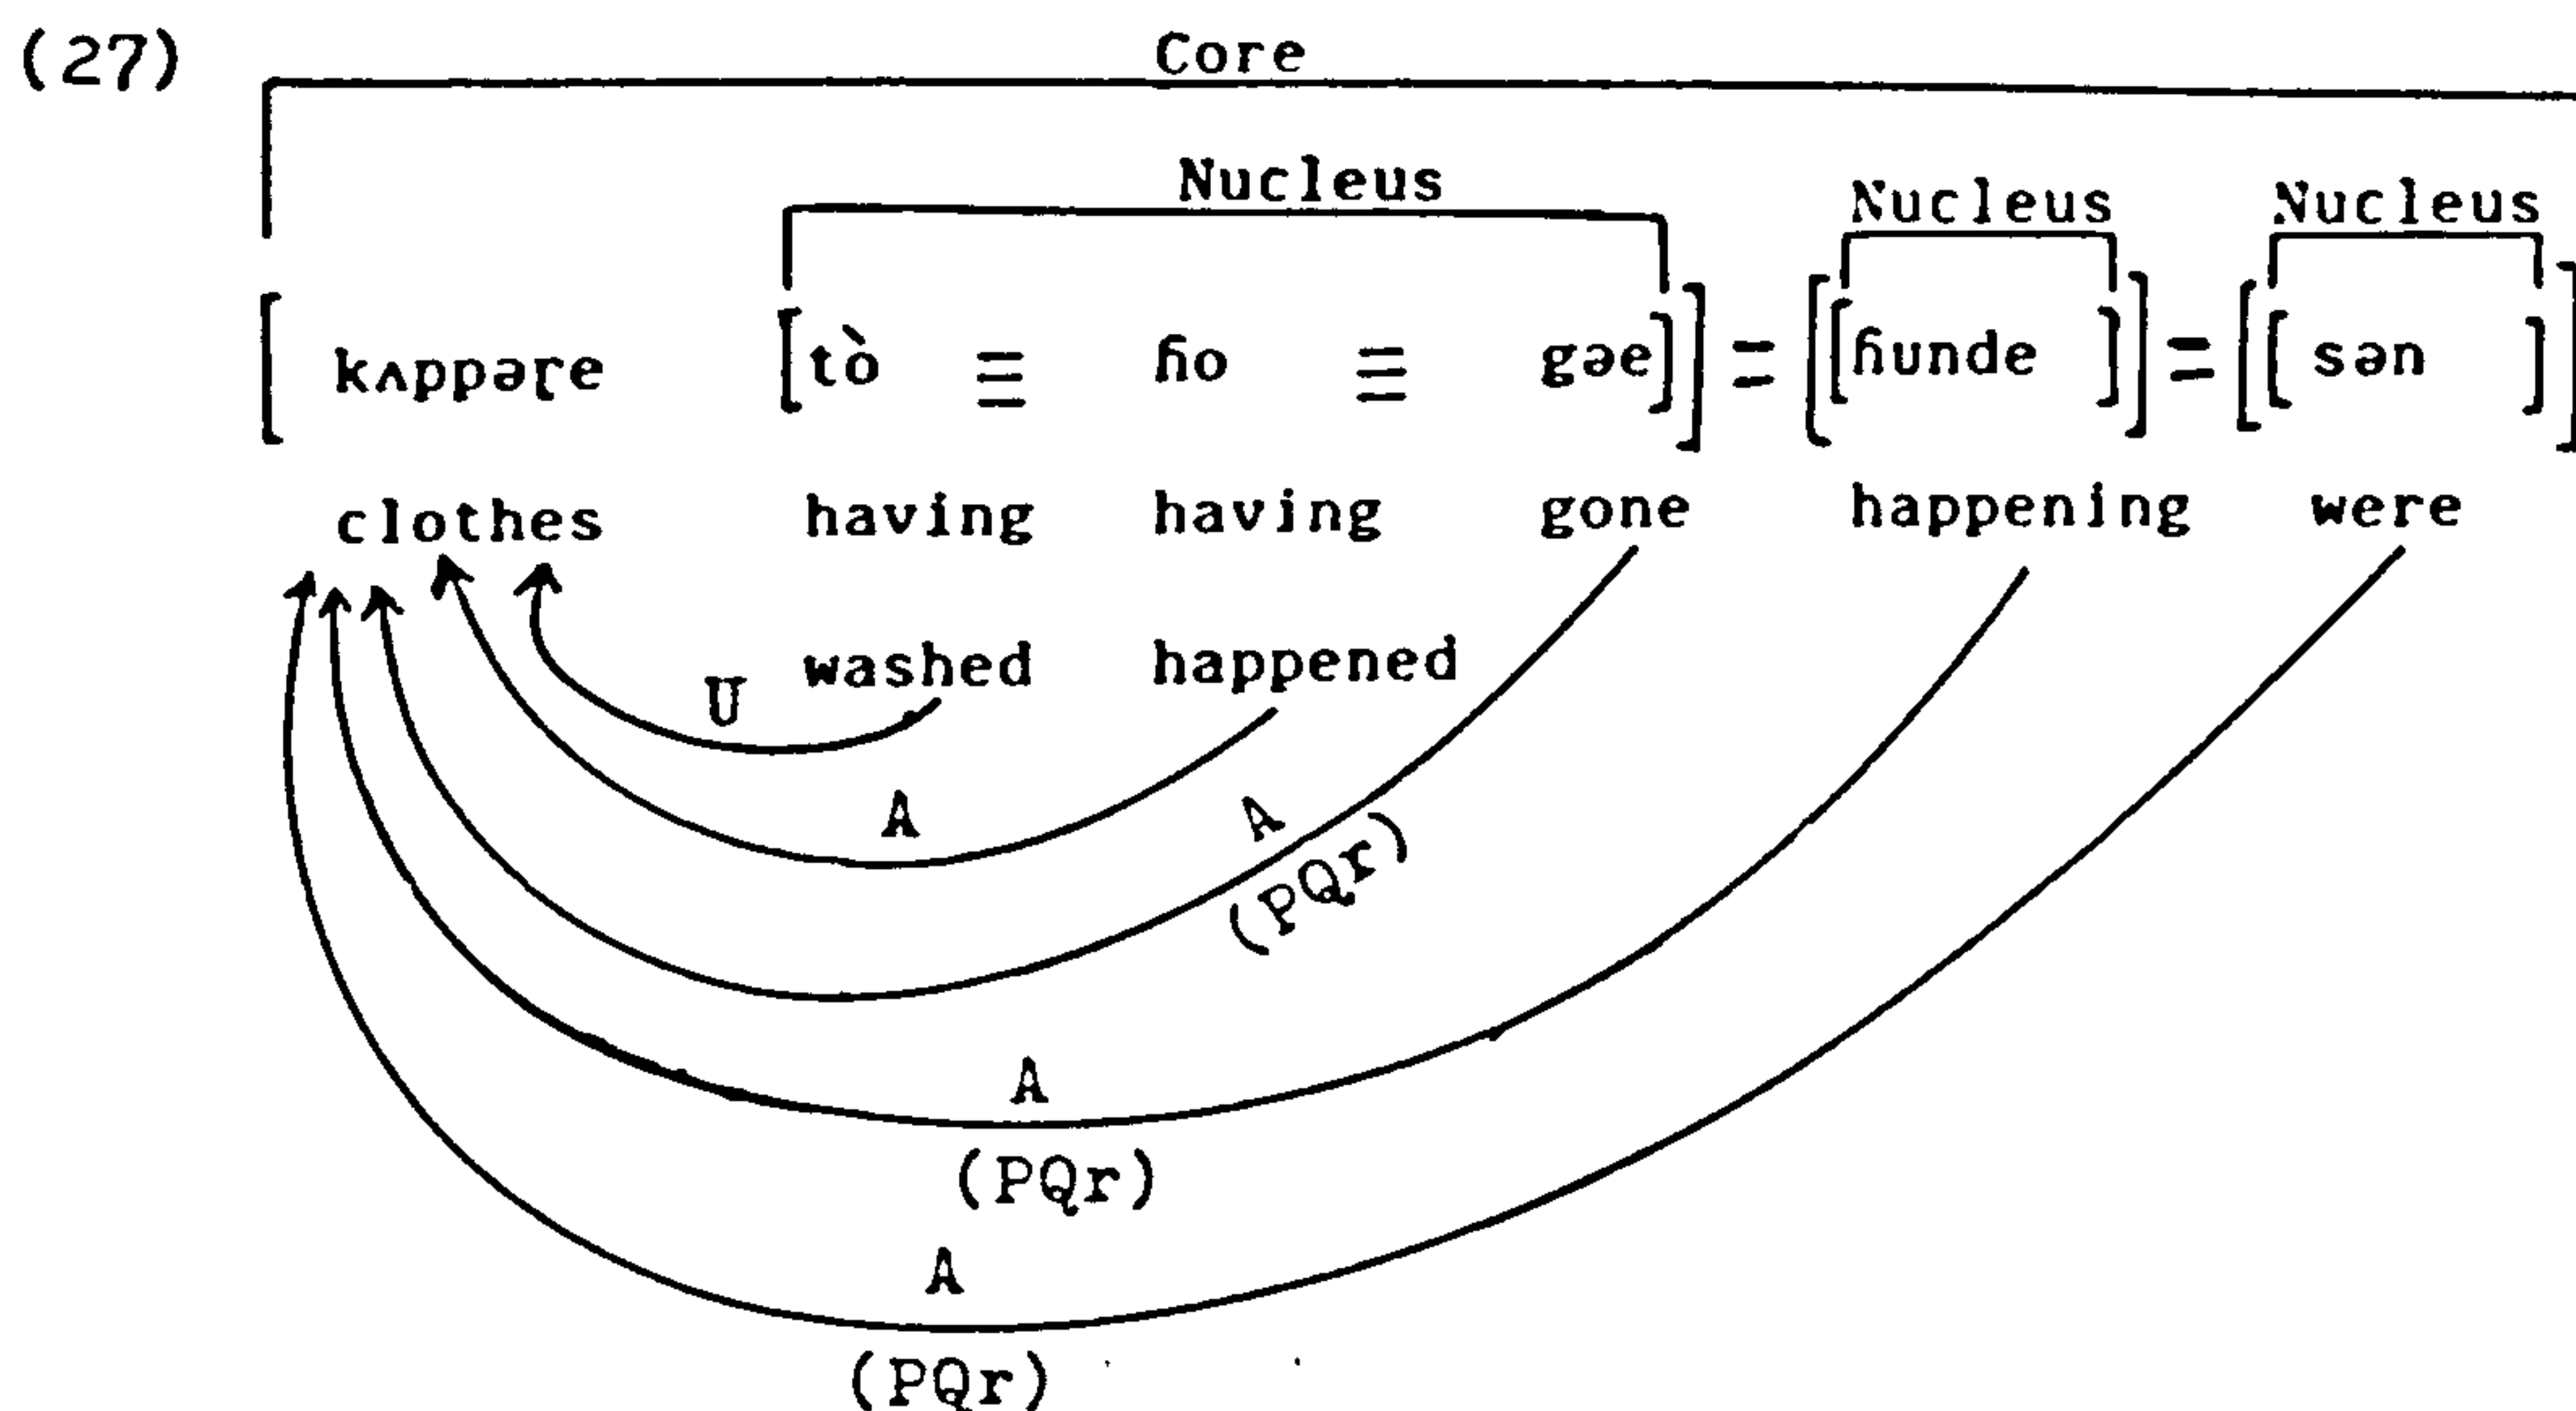 (27)
Core
Nucleus Nucleus Nucleus
[ kʌppəɽe [tò ≡ ɦo ≡ gəe]] = [[ɦunde ]] = [[ sən ]]
clothes having having gone happening were
washed happened
U
A A
(PQr)
A
(PQr)
A
(PQr)